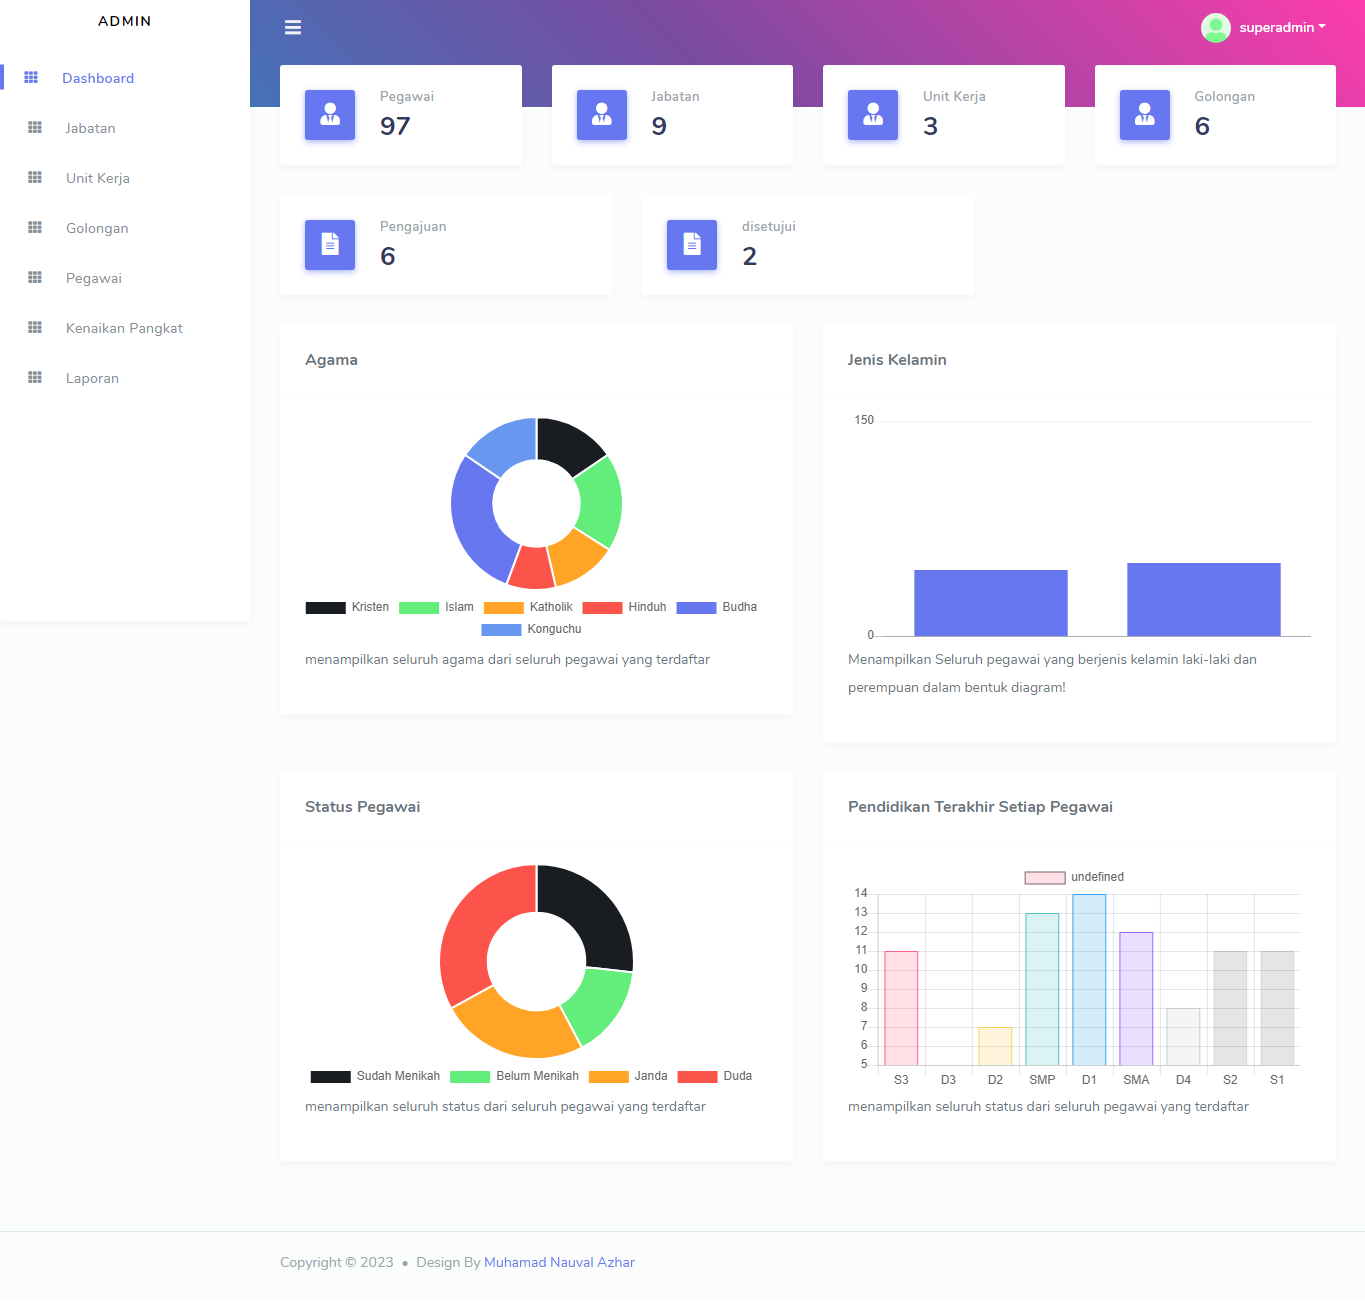 ADMIN
superadmin
Dashboard
Jabatan
Unit Kerja
Golongan
Pegawai
Kenaikan Pangkat
Laporan
Pegawai
97
Jabatan
9
Unit Kerja
3
Golongan
6
Pengajuan
6
disetujui
2
Agama
Kristen Islam Katholik Hinduh Budha
Konguchu
menampilkan seluruh agama dari seluruh pegawai yang terdaftar
Jenis Kelamin
150
0
Menampilkan Seluruh pegawai yang berjenis kelamin laki-laki dan
perempuan dalam bentuk diagram!
Status Pegawai
Sudah Menikah Belum Menikah Janda Duda
menampilkan seluruh status dari seluruh pegawai yang terdaftar
Pendidikan Terakhir Setiap Pegawai
undefined
14
13
12
11
10
9
8
7
6
5
S3 D3 D2 SMP D1 SMA D4 S2 S1
menampilkan seluruh status dari seluruh pegawai yang terdaftar
Copyright © 2023 • Design By Muhamad Nauval Azhar